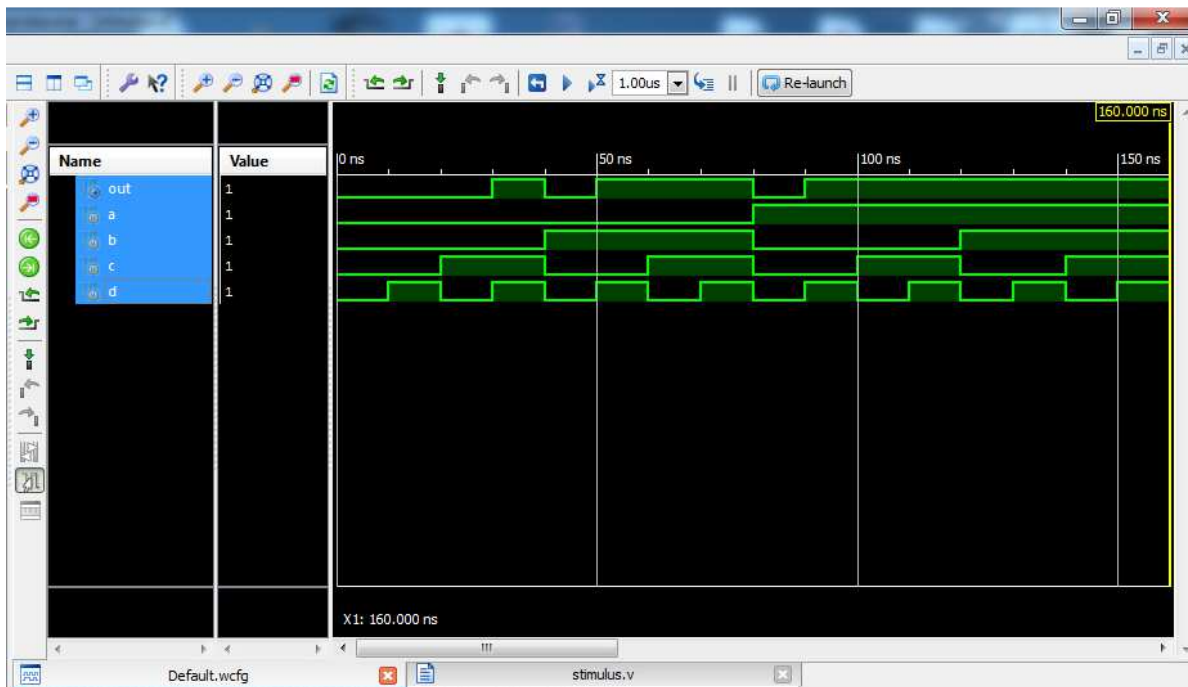 1.00us Re-launch
160.000 ns
Name Value
0 ns 50 ns 100 ns 150 ns
out 1
a 1
b 1
c 1
d 1
X1: 160.000 ns
Default.wcfg stimulus.v